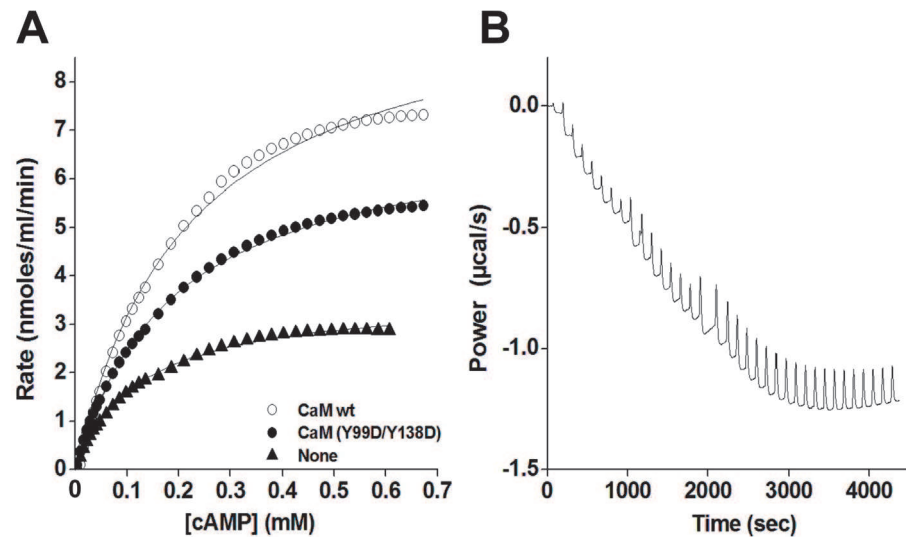 A
B
Rate (nmoles/ml/min)
8
7
6
5
4
3
2
1
0
0 0.1 0.2 0.3 0.4 0.5 0.6 0.7
[cAMP] (mM)
CaM wt
CaM (Y99D/Y138D)
None
Power (µcal/s)
0.0
-0.5
-1.0
-1.5
0 1000 2000 3000 4000
Time (sec)